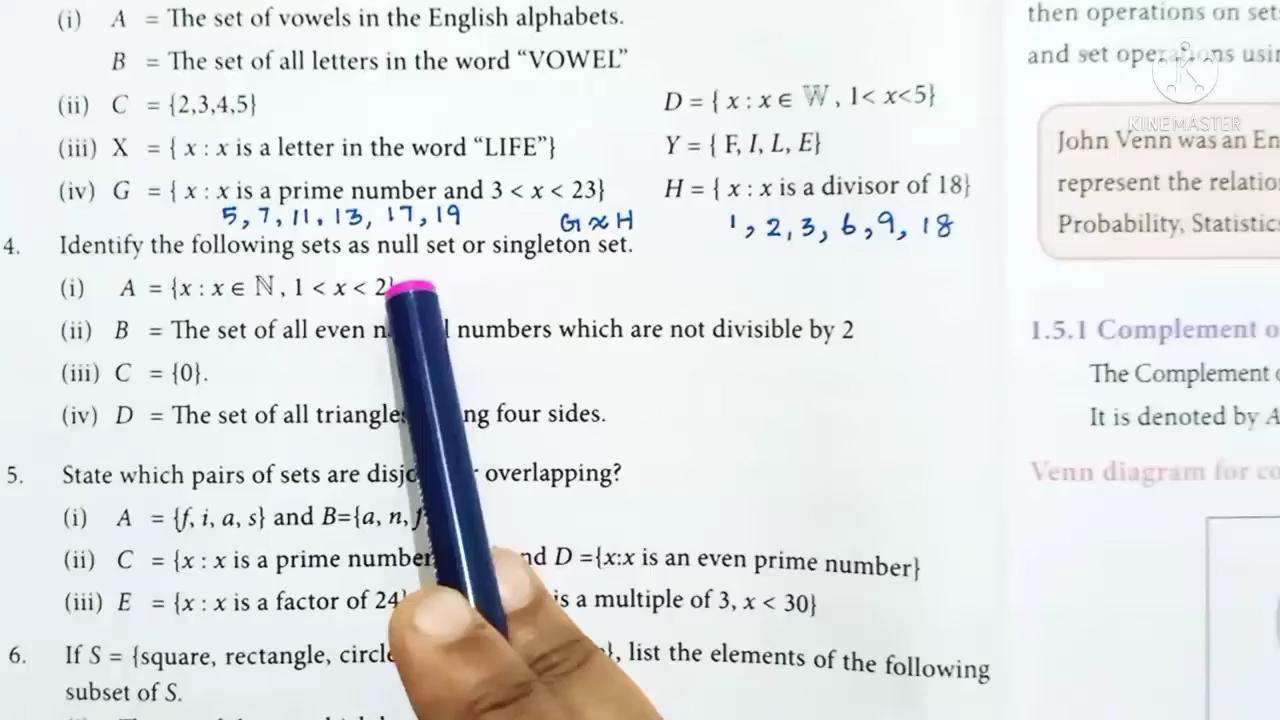 (i) A = The set of vowels in the English alphabets.
B = The set of all letters in the word “VOWEL”
(ii) C = {2,3,4,5} D = { x : x ∈ 𝕎 , 1< x<5}
(iii) X = { x : x is a letter in the word “LIFE”} Y = { F, I, L, E}
(iv) G = { x : x is a prime number and 3 < x < 23} H = { x : x is a divisor of 18}
5, 7, 11, 13, 17, 19 G ≈ H 1, 2, 3, 6, 9, 18
4. Identify the following sets as null set or singleton set.
(i) A = {x : x ∈ ℕ , 1 < x < 2}
(ii) B = The set of all even numbers which are not divisible by 2
(iii) C = {0}.
(iv) D = The set of all triangles four sides.
5. State which pairs of sets are overlapping?
(i) A = {f, i, a, s} and B={a, n,
(ii) C = {x : x is a prime number D ={x:x is an even prime number}
(iii) E = {x : x is a factor of 24} is a multiple of 3, x < 30}
6. If S = {square, rectangle, }, list the elements of the following
subset of S.
then operations on sets
and set operations
KINEMASTER
John Venn was an
represent the
Probability,
1.5.1 Complement
The Complement
It is denoted by A
Venn diagram for